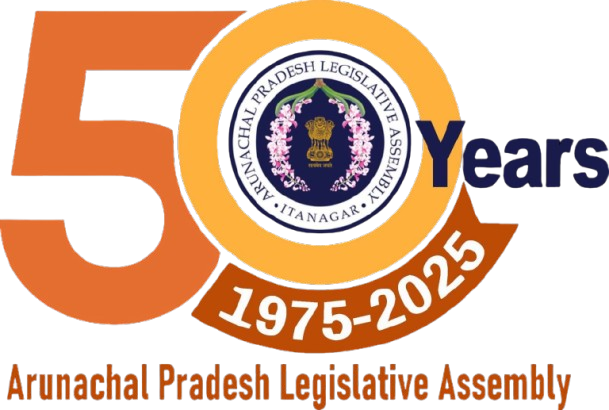 50
Years
ARUNACHAL PRADESH LEGISLATIVE ASSEMBLY
• ITANAGAR •
1975-2025
Arunachal Pradesh Legislative Assembly